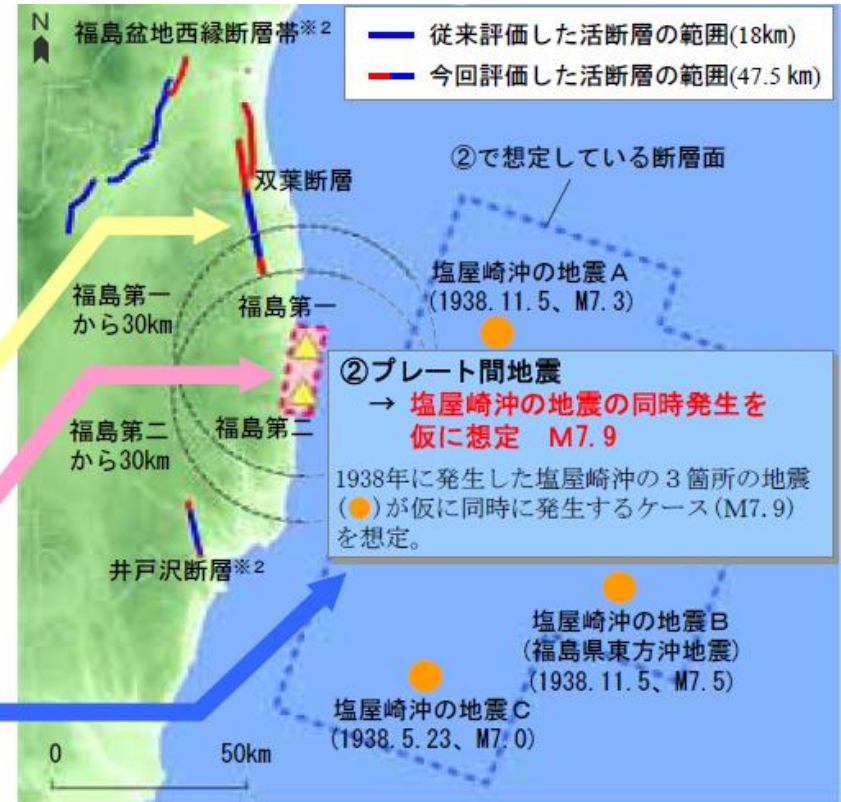 N
福島盆地西縁断層帯※2
従来評価した活断層の範囲(18km)
今回評価した活断層の範囲(47.5 km)
②で想定している断層面
双葉断層
塩屋崎沖の地震A
(1938.11.5、M7.3)
福島第一
から30km
福島第一
②プレート間地震
→ 塩屋崎沖の地震の同時発生を
仮に想定 M7.9
1938年に発生した塩屋崎沖の3箇所の地震
(●)が仮に同時に発生するケース(M7.9)
を想定。
福島第二
福島第二
から30km
井戸沢断層※2
塩屋崎沖の地震B
(福島県東方沖地震)
(1938.11.5、M7.5)
塩屋崎沖の地震C
(1938.5.23、M7.0)
0 50km